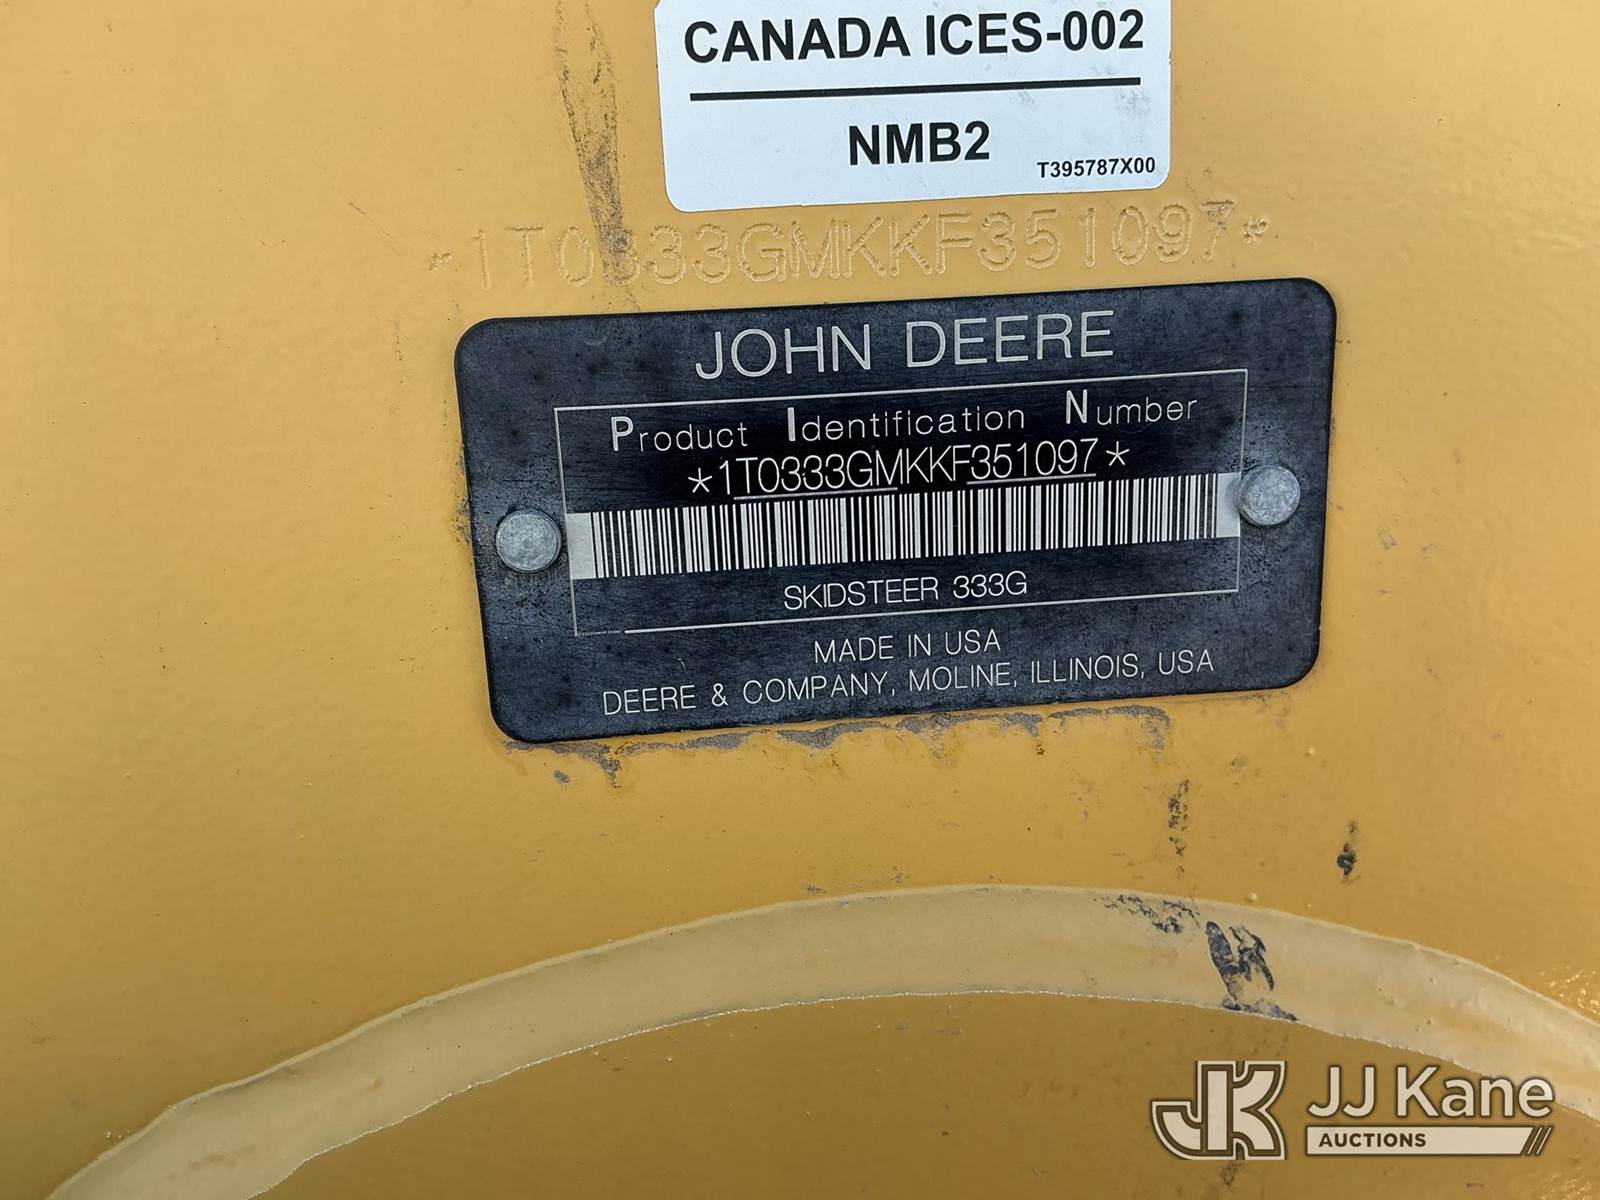 CANADA ICES-002
NMB2
T395787X00
*1T0333GMKKF351097*
JOHN DEERE
Product Identification Number
*1T0333GMKKF351097*
SKIDSTEER 333G
MADE IN USA
DEERE & COMPANY, MOLINE, ILLINOIS, USA
JK JJ Kane
AUCTIONS